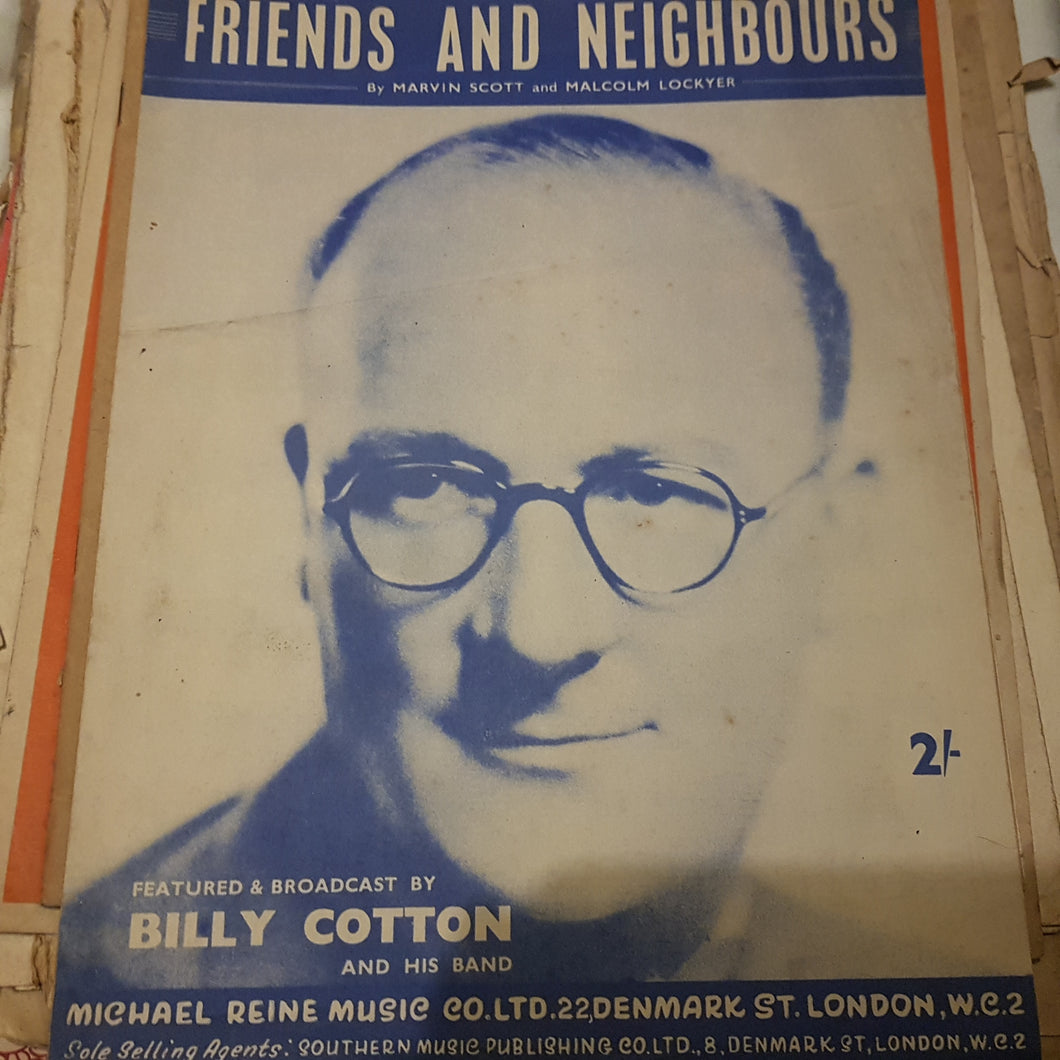 FRIENDS AND NEIGHBOURS
By MARVIN SCOTT and MALCOLM LOCKYER
2/-
FEATURED & BROADCAST BY
BILLY COTTON
AND HIS BAND
MICHAEL REINE MUSIC CO.LTD.22,DENMARK ST. LONDON,W.C.2
Sole Selling Agents: SOUTHERN MUSIC PUBLISHING CO.LTD.,8,DENMARK ST,LONDON,W.C.2